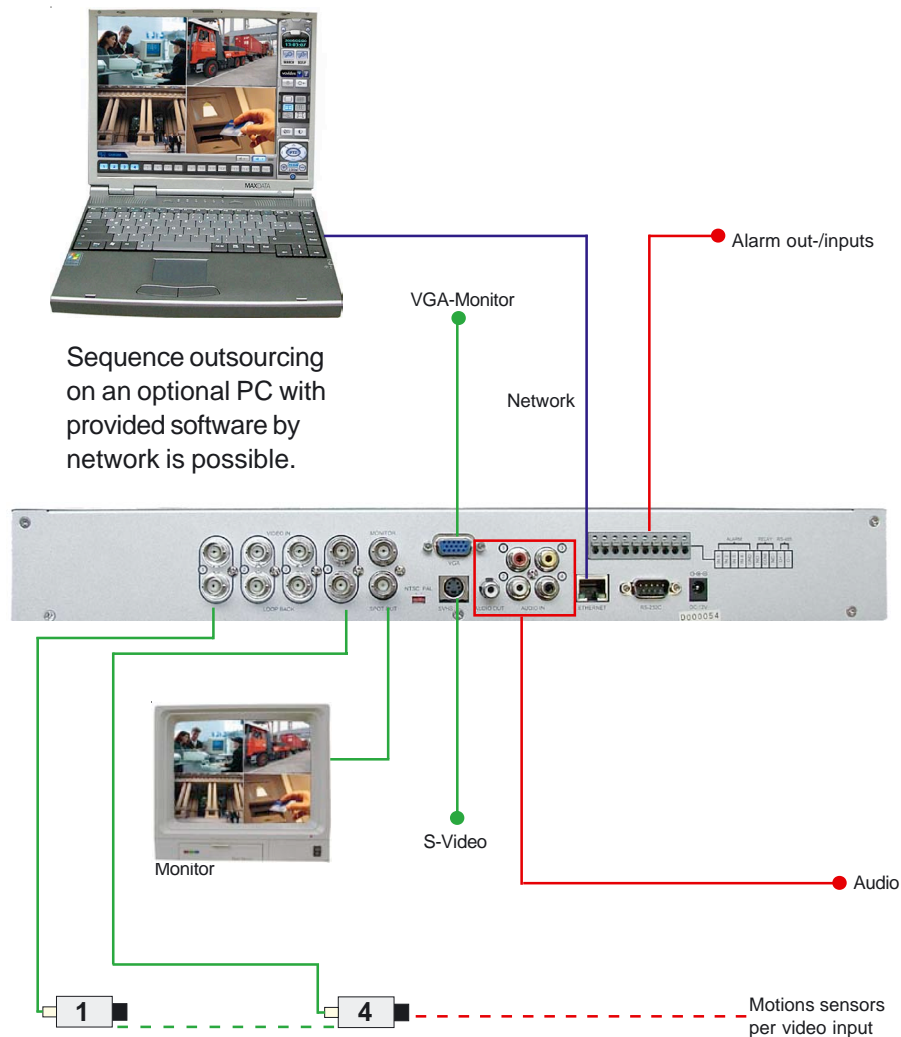 MAXDATA
Alarm out-/inputs
VGA-Monitor
Sequence outsourcing
on an optional PC with
provided software by
network is possible.
Network
VIDEO IN
MONITOR
VGA
ALARM
RELAY
RS-485
NTSC PAL
LOOP BACK
SPOT OUT
SVHS
AUDIO OUT
AUDIO IN
ETHERNET
RS-232C
DC 12V
D000054
S-Video
Monitor
Audio
1
4
Motions sensors
per video input